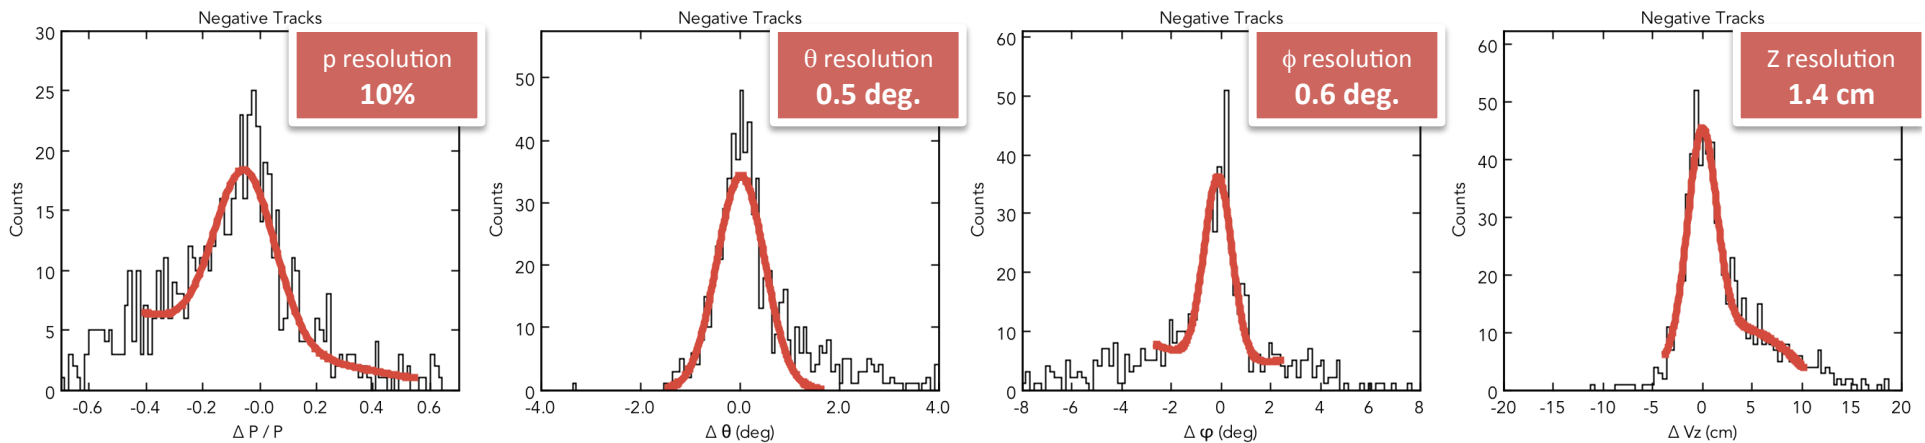 Negative Tracks
p resolution
10%
30
25
20
15
10
5
0
Counts
-0.6 -0.4 -0.2 -0.0 0.2 0.4 0.6
Δ P / P
Negative Tracks
θ resolution
0.5 deg.
50
40
30
20
10
0
Counts
-4.0 -2.0 0.0 2.0 4.0
Δ θ (deg)
Negative Tracks
ϕ resolution
0.6 deg.
60
50
40
30
20
10
0
Counts
-8 -6 -4 -2 0 2 4 6 8
Δ φ (deg)
Negative Tracks
Z resolution
1.4 cm
60
50
40
30
20
10
0
Counts
-20 -15 -10 -5 0 5 10 15 20
Δ Vz (cm)